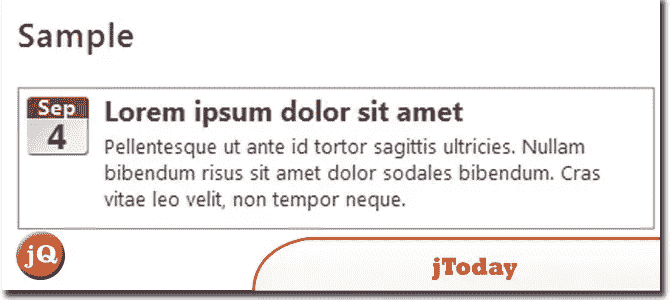 Sample
Sep
4
Lorem ipsum dolor sit amet
Pellentesque ut ante id tortor sagittis ultricies. Nullam
bibendum risus sit amet dolor sodales bibendum. Cras
vitae leo velit, non tempor neque.
jQ
jToday